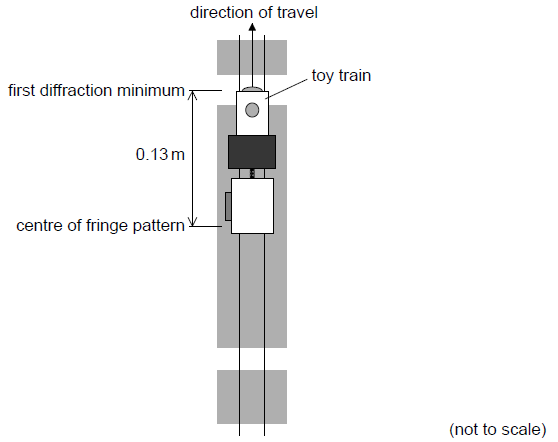 direction of travel
first diffraction minimum
toy train
0.13 m
centre of fringe pattern
(not to scale)